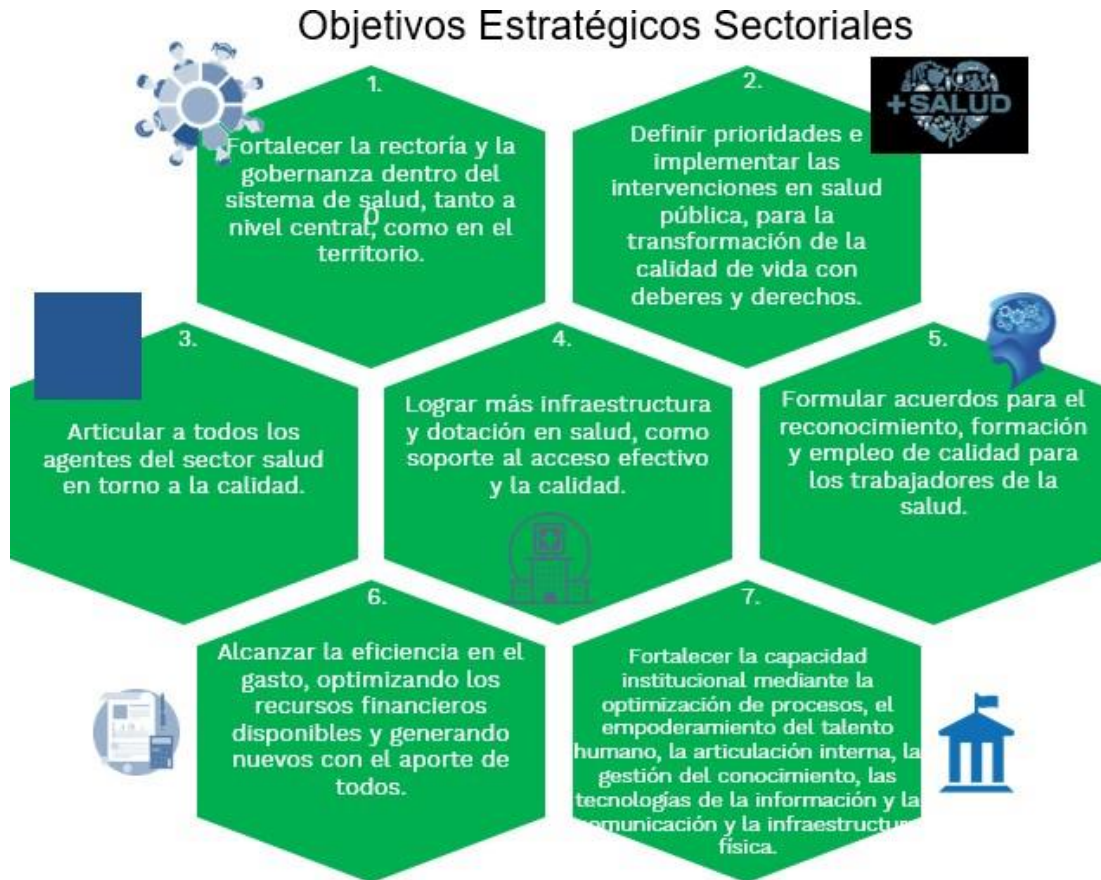 Objetivos Estratégicos Sectoriales
1.
Fortalecer la rectoría y la
gobernanza dentro del
sistema de salud, tanto a
nivel central, como en el
territorio.
2.
Definir prioridades e
implementar las
intervenciones en salud
pública, para la
transformación de la
calidad de vida con
deberes y derechos.
+SALUD
3.
Articular a todos los
agentes del sector salud
en torno a la calidad.
4.
Lograr más infraestructura
y dotación en salud, como
soporte al acceso efectivo
y la calidad.
5.
Formular acuerdos para el
reconocimiento, formación
y empleo de calidad para
los trabajadores de la
salud.
6.
Alcanzar la eficiencia en el
gasto, optimizando los
recursos financieros
disponibles y generando
nuevos con el aporte de
todos.
7.
Fortalecer la capacidad
institucional mediante la
optimización de procesos, el
empoderamiento del talento
humano, la articulación interna, la
gestión del conocimiento, las
tecnologías de la información y la
comunicación y la infraestructura
física.